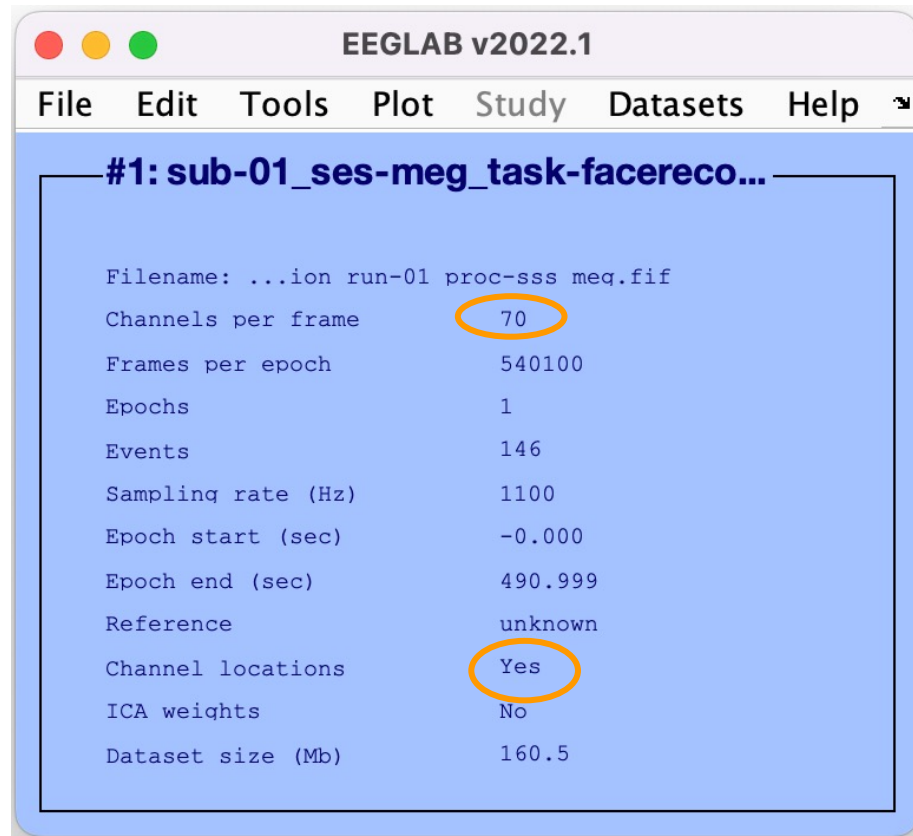 EEGLAB v2022.1
File Edit Tools Plot Study Datasets Help
#1: sub-01_ses-meg_task-facereco...
Filename: ...ion run-01 proc-sss meg.fif
Channels per frame 70
Frames per epoch 540100
Epochs 1
Events 146
Sampling rate (Hz) 1100
Epoch start (sec) -0.000
Epoch end (sec) 490.999
Reference unknown
Channel locations Yes
ICA weights No
Dataset size (Mb) 160.5